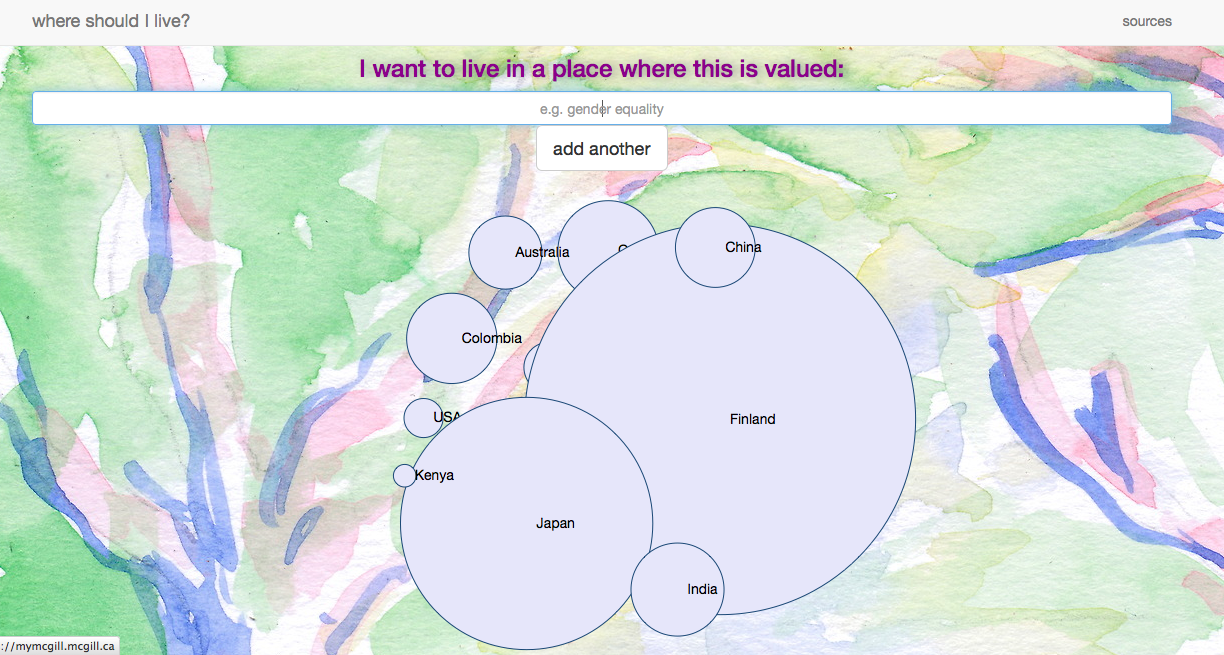 where should I live?
sources
I want to live in a place where this is valued:
e.g. gender equality
add another
China
Australia
Colombia
USA
Finland
Kenya
Japan
India
://mymcgill.mcgill.ca